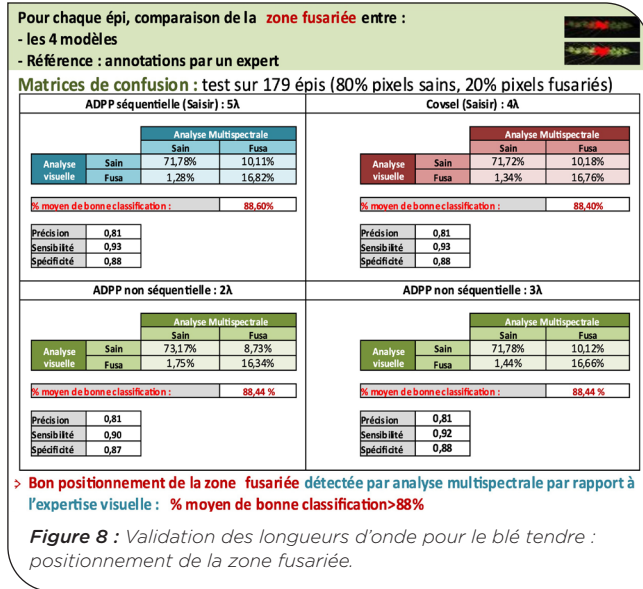 Pour chaque épi, comparaison de la zone fusariée entre :
- les 4 modèles
- Référence : annotations par un expert
Matrices de confusion : test sur 179 épis (80% pixels sains, 20% pixels fusariés)
ADPP séquentielle (Saisir) : 5λ
Analyse Multispectrale
Sain Fusa
Analyse visuelle Sain 71,78% 10,11%
Fusa 1,28% 16,82%
% moyen de bonne classification : 88,60%
Précision 0,81
Sensibilité 0,93
Spécificité 0,88
Covsel (Saisir) : 4λ
Analyse Multispectrale
Sain Fusa
Analyse visuelle Sain 71,72% 10,18%
Fusa 1,34% 16,76%
% moyen de bonne classification : 88,40%
Précision 0,81
Sensibilité 0,93
Spécificité 0,88
ADPP non séquentielle : 2λ
Analyse Multispectrale
Sain Fusa
Analyse visuelle Sain 73,17% 8,73%
Fusa 1,75% 16,34%
% moyen de bonne classification : 88,44 %
Précision 0,81
Sensibilité 0,90
Spécificité 0,87
ADPP non séquentielle : 3λ
Analyse Multispectrale
Sain Fusa
Analyse visuelle Sain 71,78% 10,12%
Fusa 1,44% 16,66%
% moyen de bonne classification : 88,44 %
Précision 0,81
Sensibilité 0,92
Spécificité 0,88
> Bon positionnement de la zone fusariée détectée par analyse multispectrale par rapport à
l'expertise visuelle : % moyen de bonne classification>88%
Figure 8 : Validation des longueurs d'onde pour le blé tendre :
positionnement de la zone fusariée.